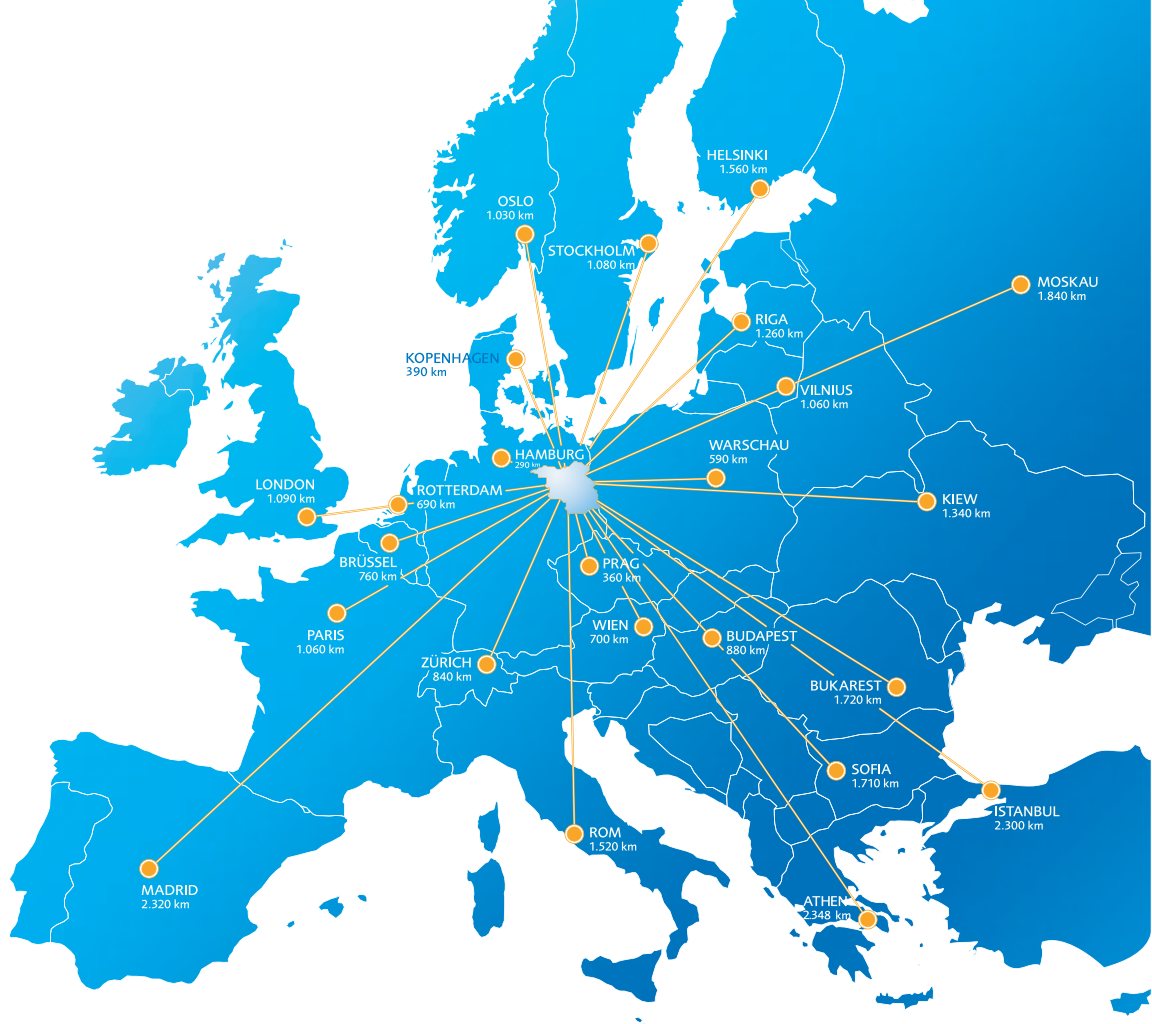 HELSINKI
1.560 km
OSLO
1.030 km
STOCKHOLM
1.080 km
MOSKAU
1.840 km
RIGA
1.260 km
KOPENHAGEN
390 km
VILNIUS
1.060 km
WARSCHAU
590 km
HAMBURG
290 km
LONDON
1.090 km
ROTTERDAM
690 km
KIEW
1.340 km
BRÜSSEL
760 km
PRAG
360 km
PARIS
1.060 km
WIEN
700 km
BUDAPEST
880 km
ZÜRICH
840 km
BUKAREST
1.720 km
SOFIA
1.710 km
ISTANBUL
2.300 km
ROM
1.520 km
MADRID
2.320 km
ATHEN
2.348 km